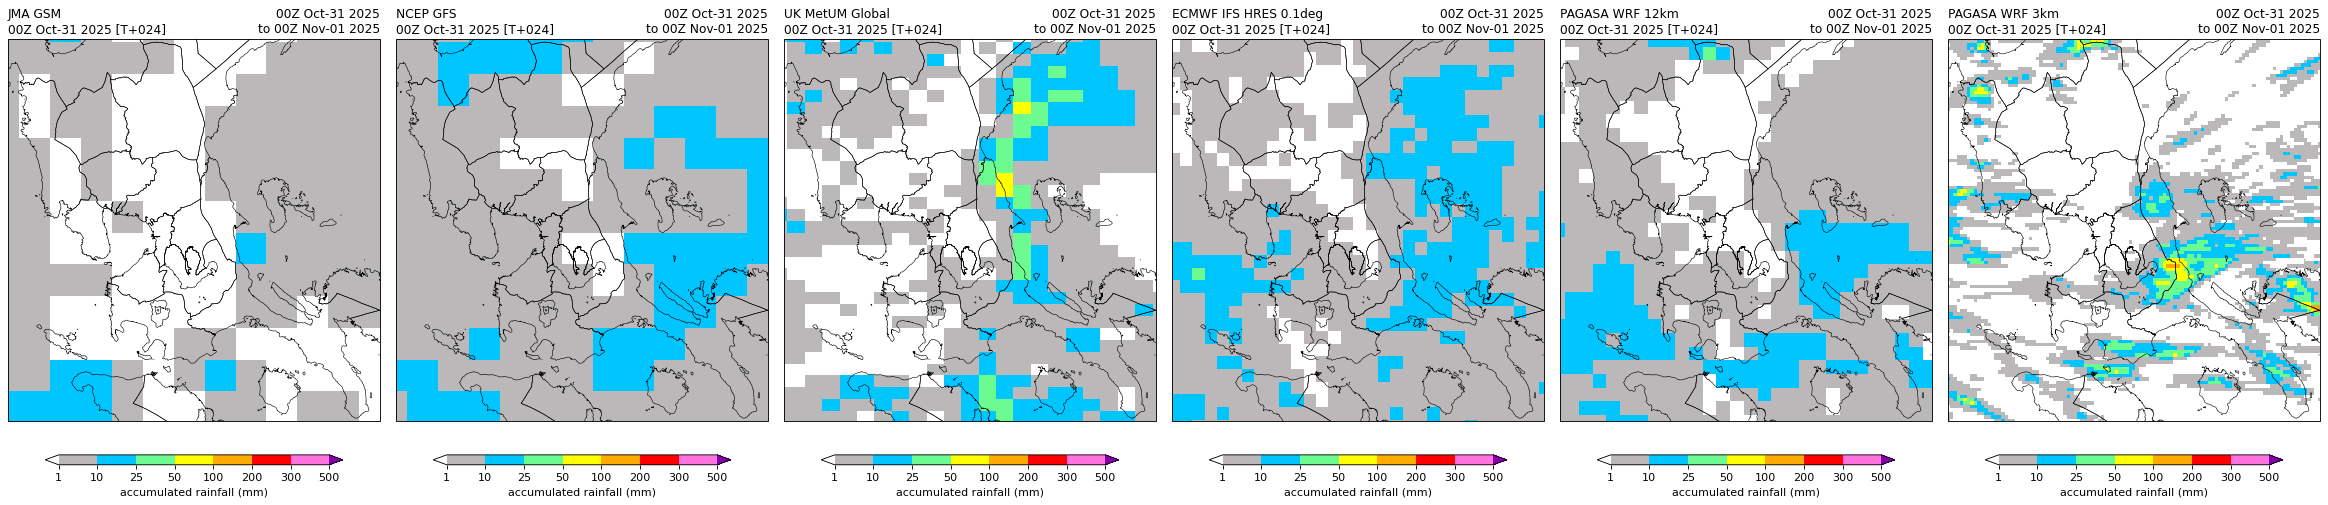 JMA GSM
00Z Oct-31 2025
00Z Oct-31 2025 [T+024]
to 00Z Nov-01 2025
NCEP GFS
00Z Oct-31 2025
00Z Oct-31 2025 [T+024]
to 00Z Nov-01 2025
UK MetUM Global
00Z Oct-31 2025
00Z Oct-31 2025 [T+024]
to 00Z Nov-01 2025
ECMWF IFS HRES 0.1deg
00Z Oct-31 2025
00Z Oct-31 2025 [T+024]
to 00Z Nov-01 2025
PAGASA WRF 12km
00Z Oct-31 2025
00Z Oct-31 2025 [T+024]
to 00Z Nov-01 2025
PAGASA WRF 3km
00Z Oct-31 2025
00Z Oct-31 2025 [T+024]
to 00Z Nov-01 2025
1 10 25 50 100 200 300 500
accumulated rainfall (mm)
1 10 25 50 100 200 300 500
accumulated rainfall (mm)
1 10 25 50 100 200 300 500
accumulated rainfall (mm)
1 10 25 50 100 200 300 500
accumulated rainfall (mm)
1 10 25 50 100 200 300 500
accumulated rainfall (mm)
1 10 25 50 100 200 300 500
accumulated rainfall (mm)